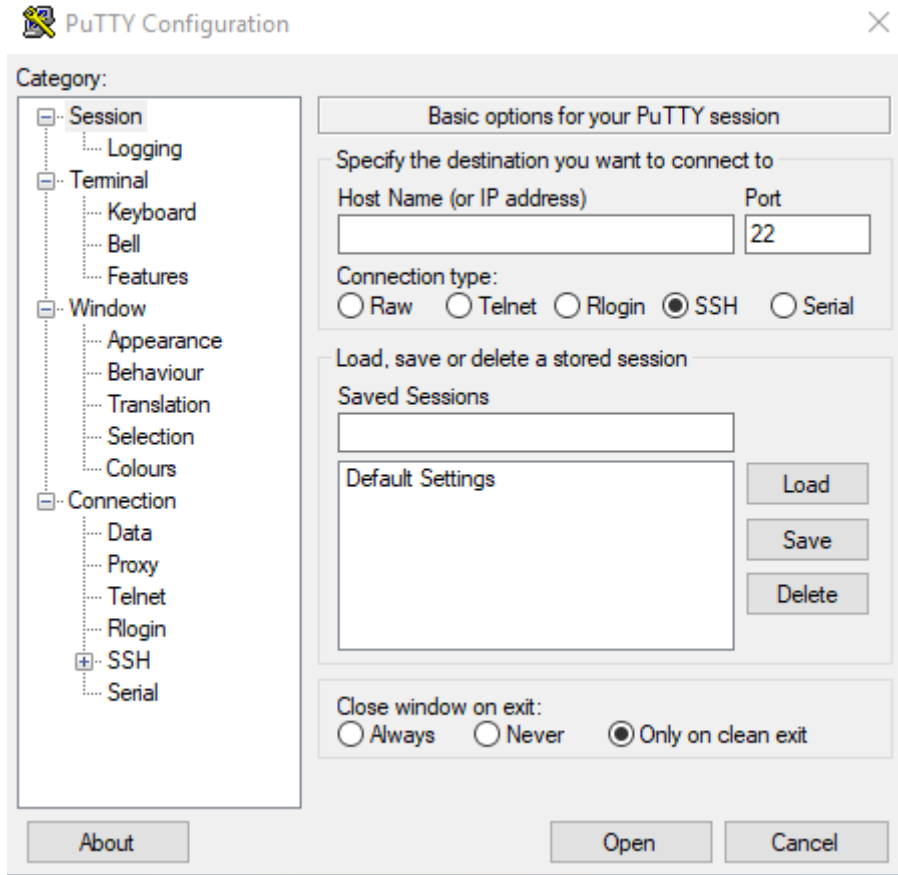 PuTTY Configuration
Category:
Session
Logging
Terminal
Keyboard
Bell
Features
Window
Appearance
Behaviour
Translation
Selection
Colours
Connection
Data
Proxy
Telnet
Rlogin
SSH
Serial
Basic options for your PuTTY session
Specify the destination you want to connect to
Host Name (or IP address) Port
22
Connection type:
Raw Telnet Rlogin SSH Serial
Load, save or delete a stored session
Saved Sessions
Default Settings
Load
Save
Delete
Close window on exit:
Always Never Only on clean exit
About Open Cancel